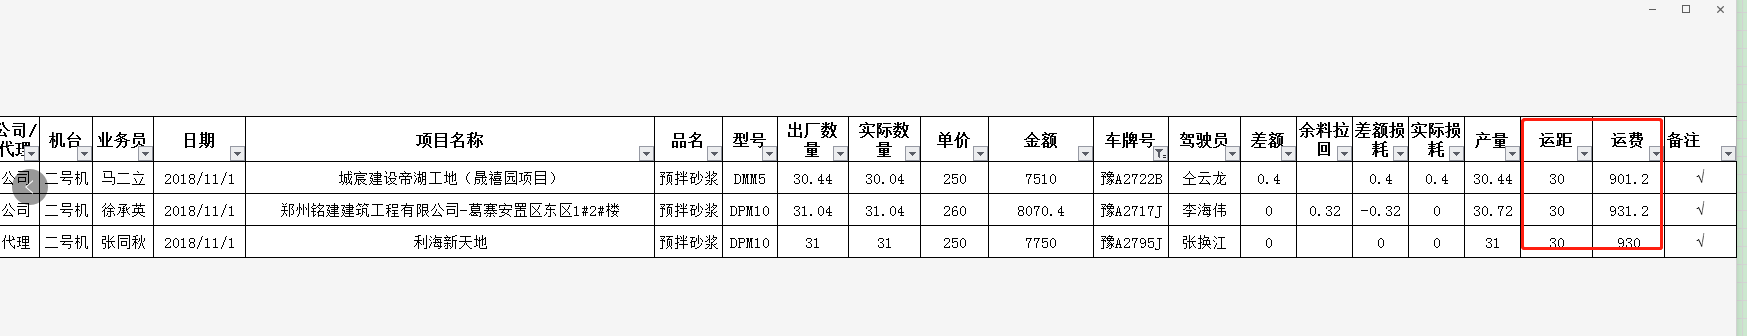 公司/代理 机台 业务员 日期 项目名称 品名 型号 出厂数量 实际数量 单价 金额 车牌号 驾驶员 差额 余料拉回 差额损耗 实际损耗 产量 运距 运费 备注
公司 二号机 马二立 2018/11/1 城宸建设帝湖工地（晟禧园项目） 预拌砂浆 DMM5 30.44 30.04 250 7510 豫A2722B 仝云龙 0.4 0.4 0.4 30.44 30 901.2 √
公司 二号机 徐承英 2018/11/1 郑州铭建建筑工程有限公司-葛寨安置区东区1#2#楼 预拌砂浆 DPM10 31.04 31.04 260 8070.4 豫A2717J 李海伟 0 0.32 -0.32 0 30.72 30 931.2 √
代理 二号机 张同秋 2018/11/1 利海新天地 预拌砂浆 DPM10 31 31 250 7750 豫A2795J 张换江 0 0 0 31 30 930 √